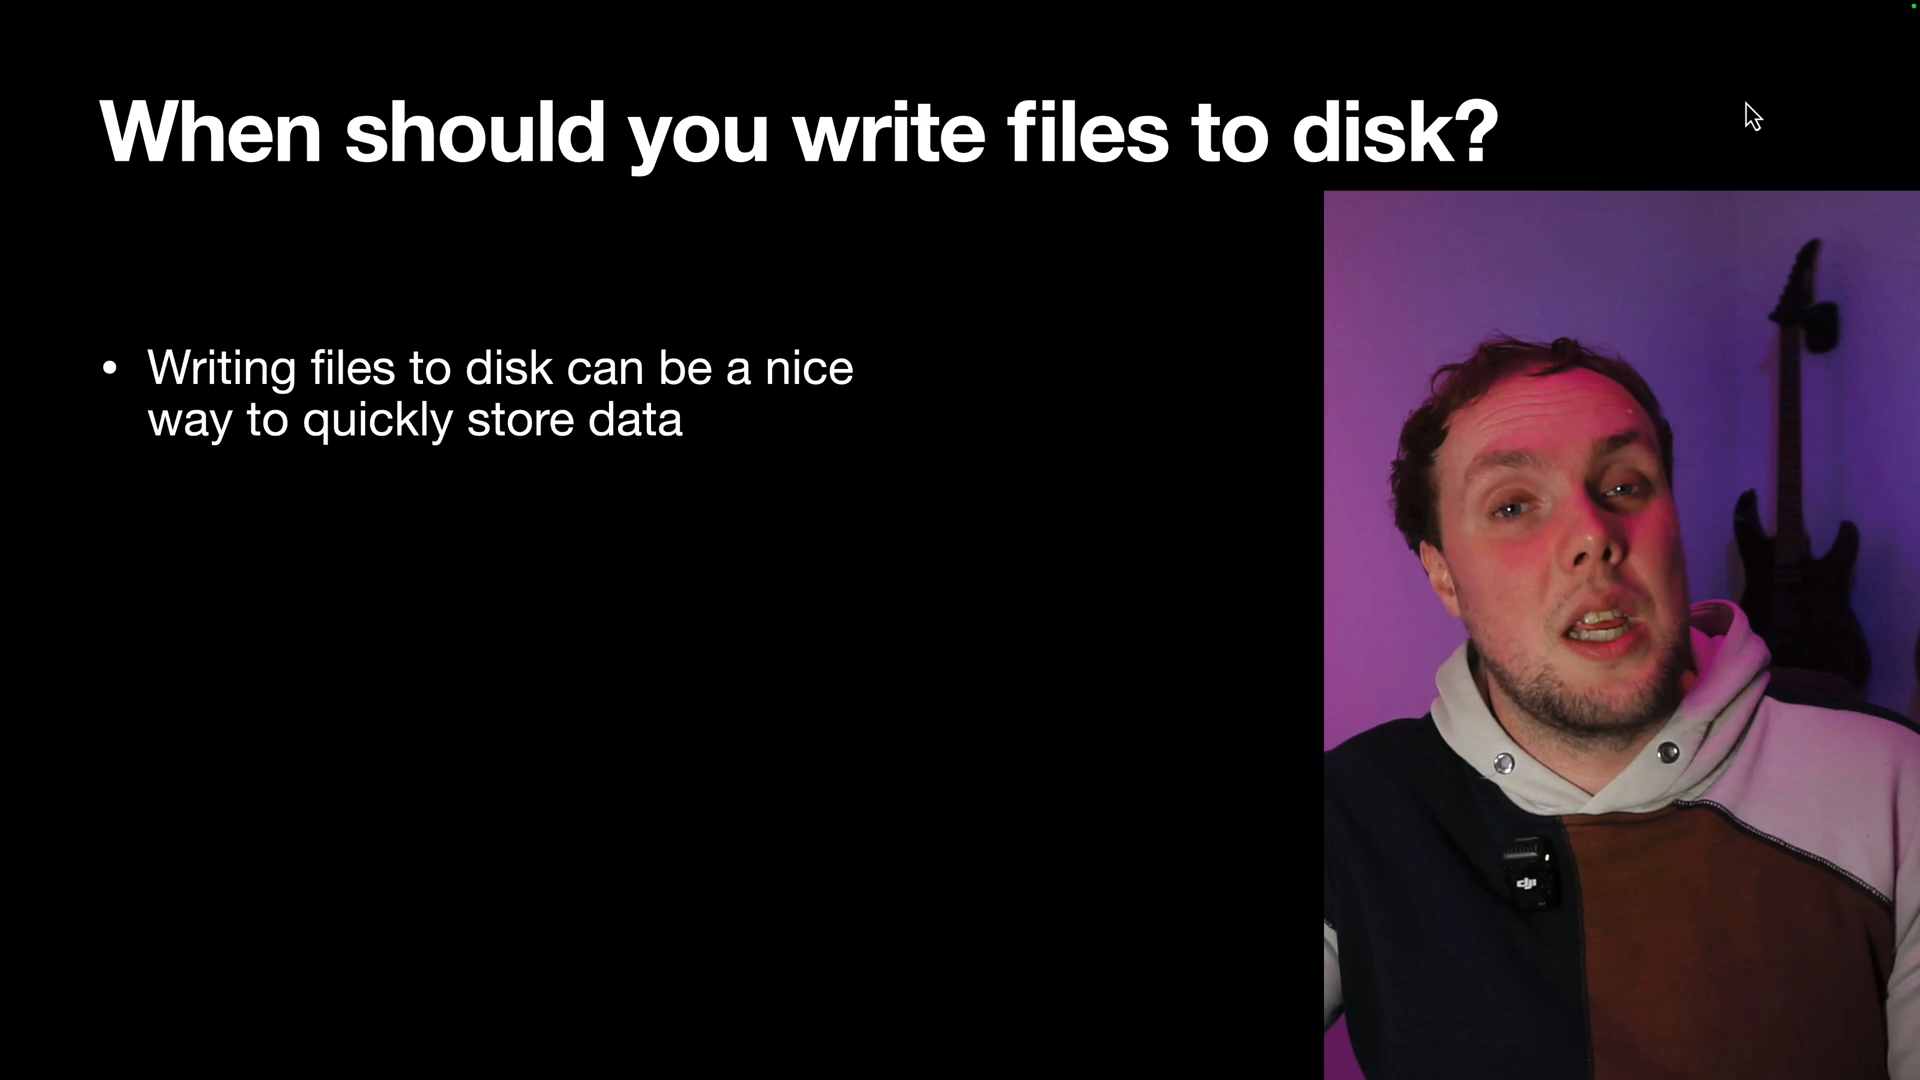 When should you write files to disk?
• Writing files to disk can be a nice
way to quickly store data
dji